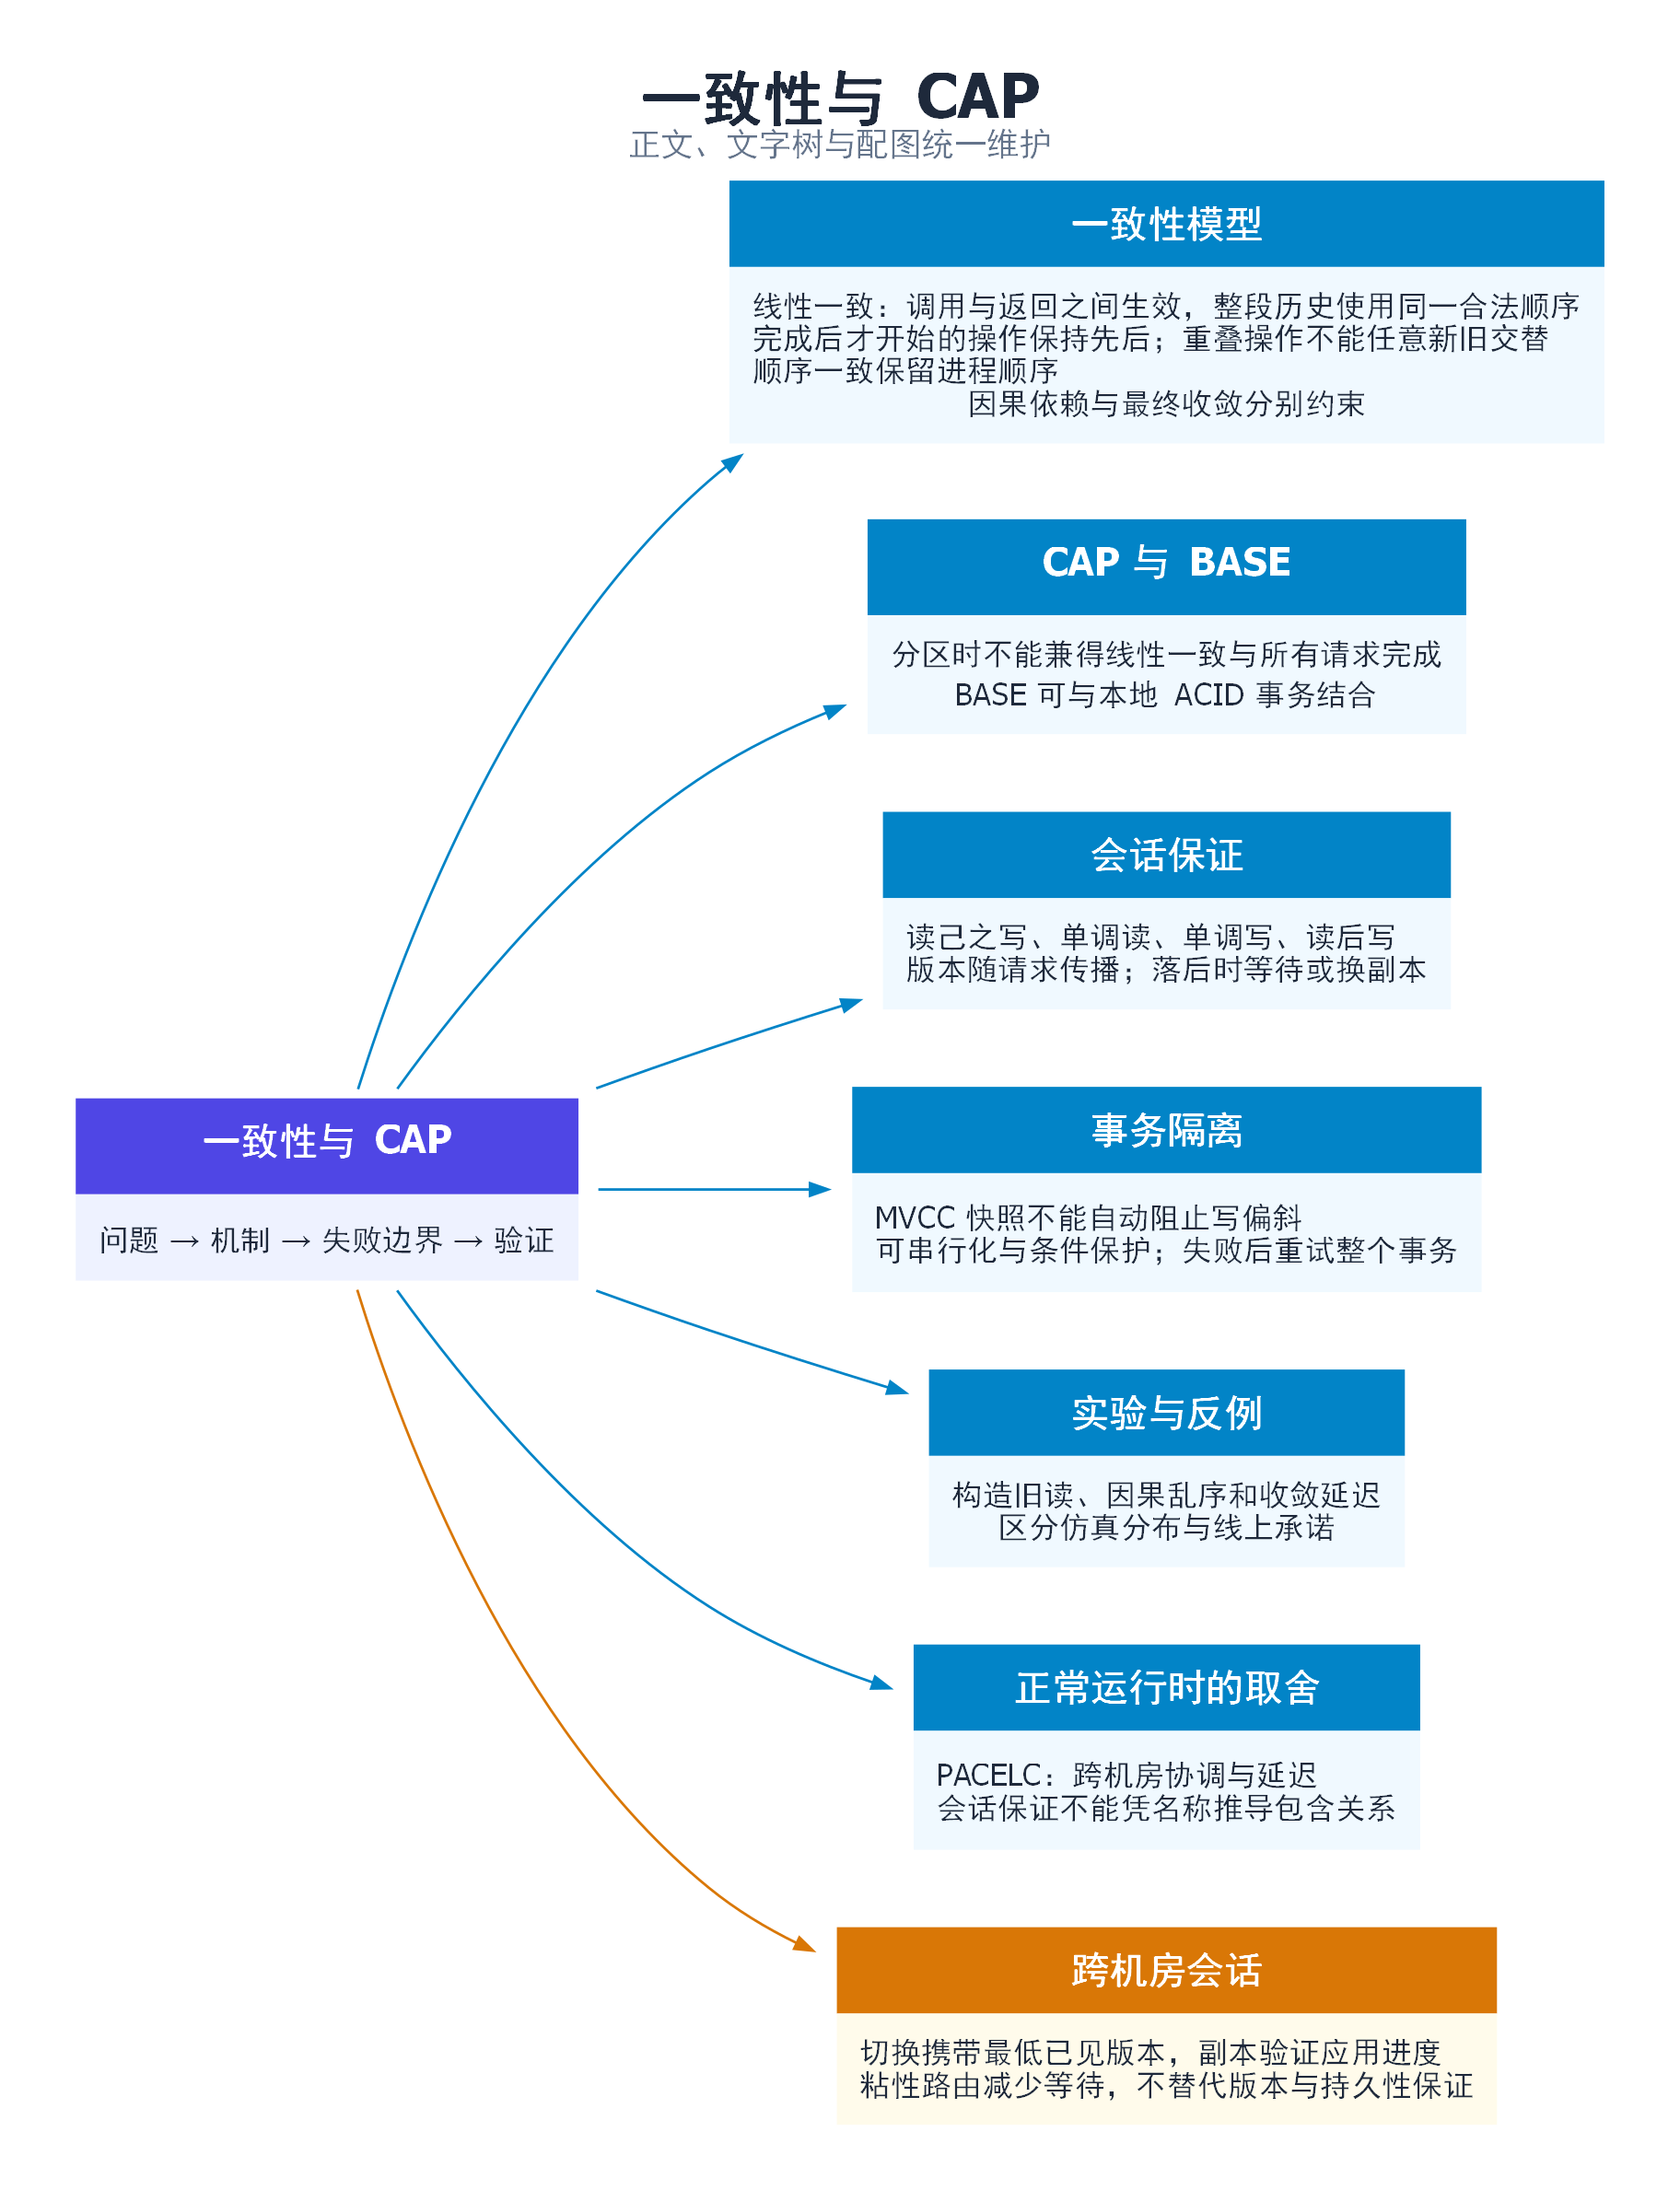 一致性与 CAP
正文、文字树与配图统一维护
一致性模型
线性一致：调用与返回之间生效，整段历史使用同一合法顺序
完成后才开始的操作保持先后；重叠操作不能任意新旧交替
顺序一致保留进程顺序
因果依赖与最终收敛分别约束
CAP 与 BASE
分区时不能兼得线性一致与所有请求完成
BASE 可与本地 ACID 事务结合
会话保证
读己之写、单调读、单调写、读后写
版本随请求传播；落后时等待或换副本
一致性与 CAP
问题 → 机制 → 失败边界 → 验证
事务隔离
MVCC 快照不能自动阻止写偏斜
可串行化与条件保护；失败后重试整个事务
实验与反例
构造旧读、因果乱序和收敛延迟
区分仿真分布与线上承诺
正常运行时的取舍
PACELC：跨机房协调与延迟
会话保证不能凭名称推导包含关系
跨机房会话
切换携带最低已见版本，副本验证应用进度
粘性路由减少等待，不替代版本与持久性保证